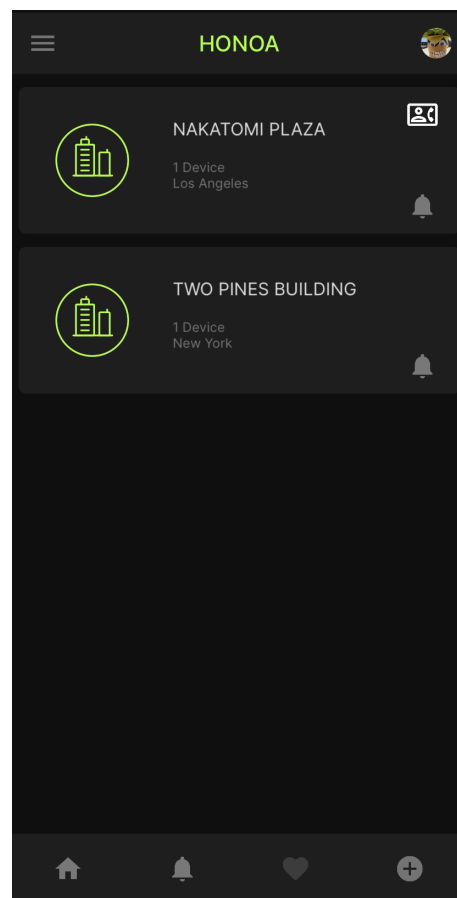 HONOA
NAKATOMI PLAZA
1 Device
Los Angeles
TWO PINES BUILDING
1 Device
New York